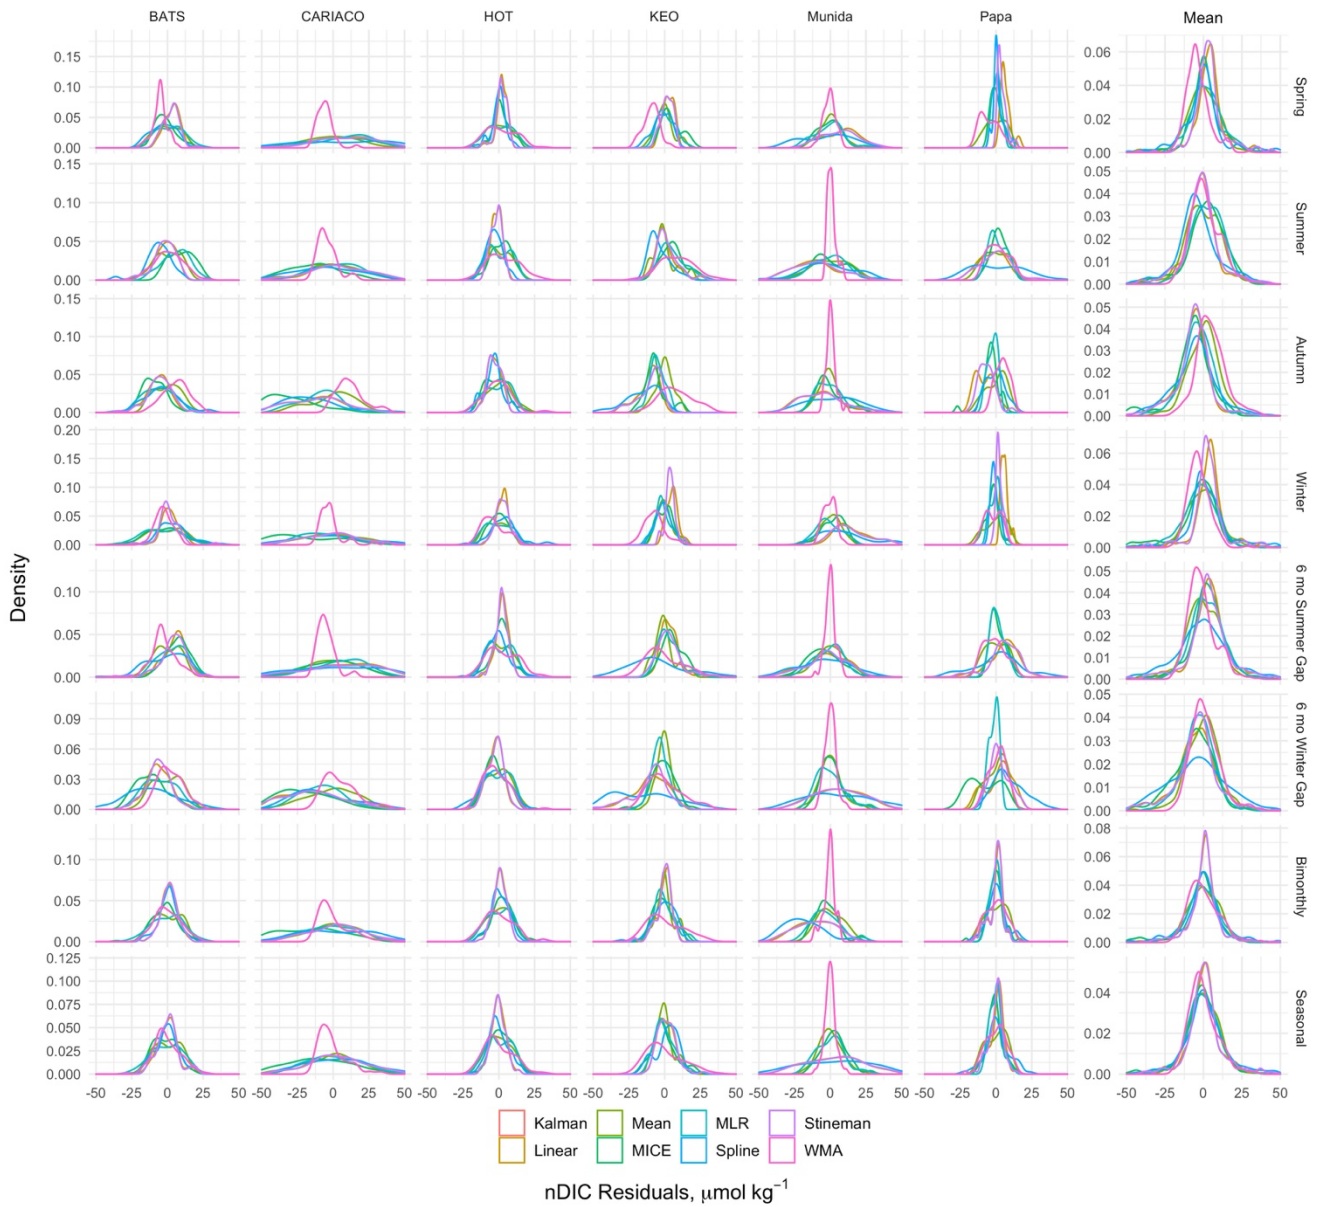 BATS CARIACO HOT KEO Munida Papa Mean
0.15 0.10 0.05 0.00 0.06 0.04 0.02 0.00 Spring
0.15 0.10 0.05 0.00 0.05 0.04 0.03 0.02 0.01 0.00 Summer
0.15 0.10 0.05 0.00 0.05 0.04 0.03 0.02 0.01 0.00 Autumn
0.20 0.15 0.10 0.05 0.00 0.06 0.04 0.02 0.00 Winter
Density
0.10 0.05 0.00 0.05 0.04 0.03 0.02 0.01 0.00 6 mo Summer Gap
0.09 0.06 0.03 0.00 0.05 0.04 0.03 0.02 0.01 0.00 6 mo Winter Gap
0.10 0.05 0.00 0.08 0.06 0.04 0.02 0.00 Bimonthly
0.125 0.100 0.075 0.050 0.025 0.000 0.04 0.02 0.00 Seasonal
-50 -25 0 25 50 -50 -25 0 25 50 -50 -25 0 25 50 -50 -25 0 25 50 -50 -25 0 25 50 -50 -25 0 25 50 -50 -25 0 25 50
Kalman Mean MLR Stineman
Linear MICE Spline WMA
nDIC Residuals, μmol kg⁻¹